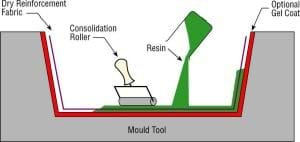 Dry Reinforcement
Fabric
Consolidation
Roller
Resin
Optional
Gel Coat
Mould Tool